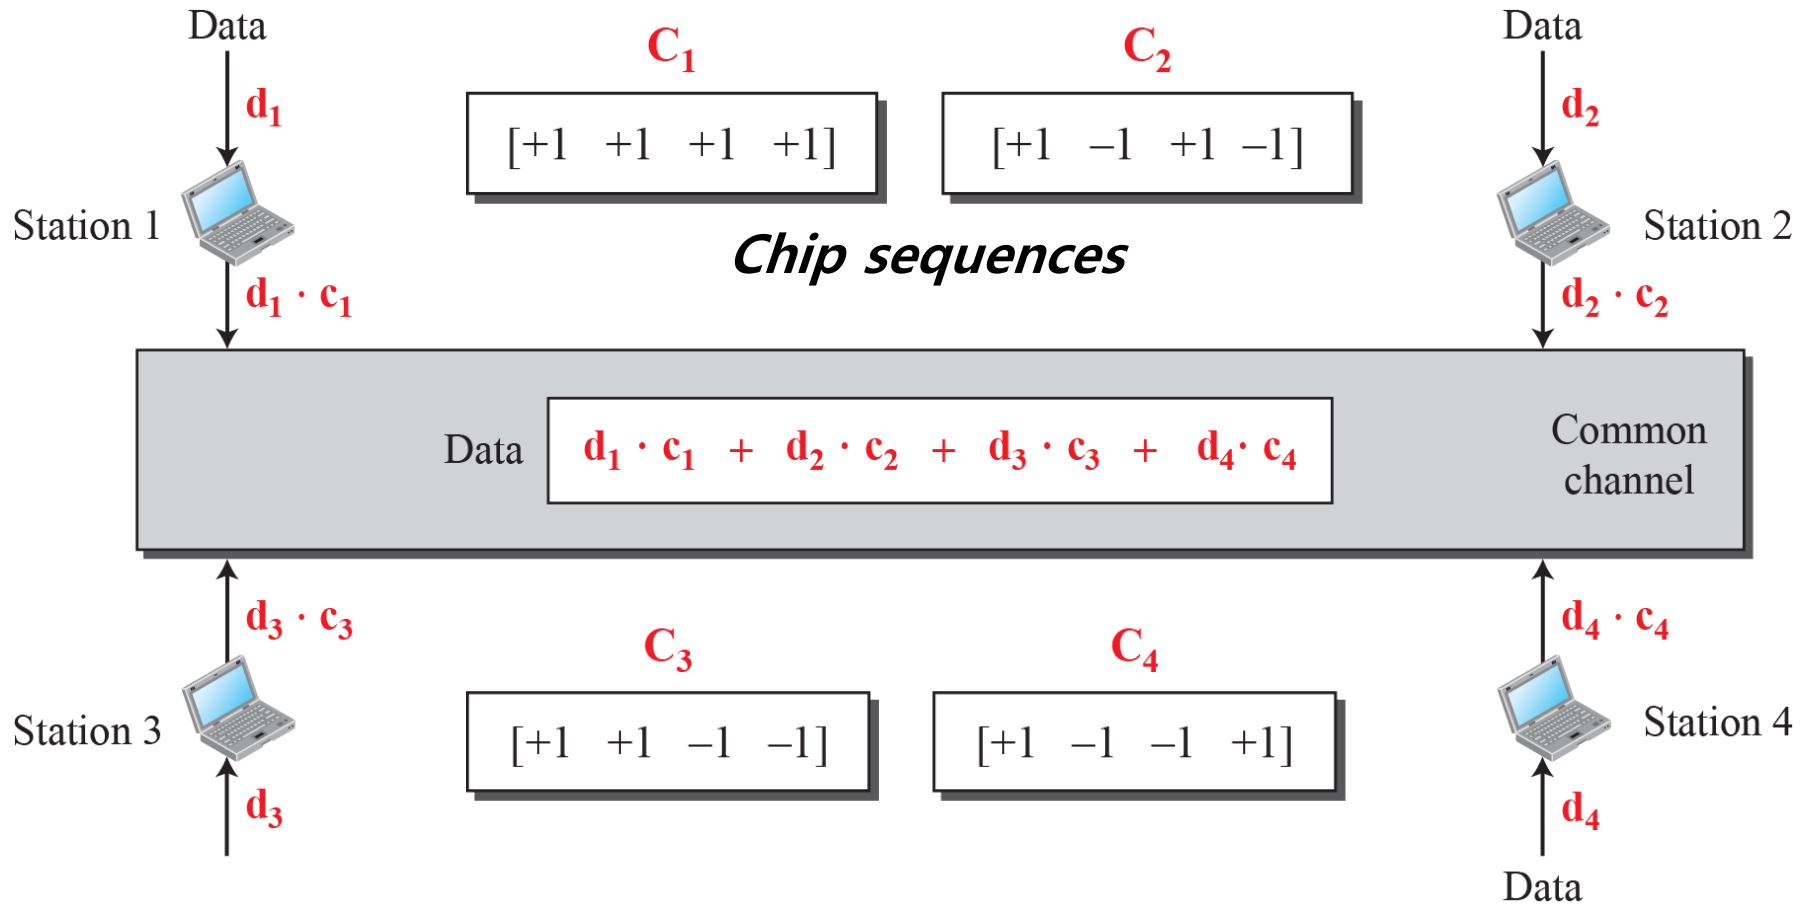 Data
C₁
C₂
Data
d₁
d₂
[+1 +1 +1 +1]
[+1 –1 +1 –1]
Station 1
Chip sequences
Station 2
d₁ · c₁
d₂ · c₂
Data
d₁ · c₁ + d₂ · c₂ + d₃ · c₃ + d₄· c₄
Common
channel
d₃ · c₃
d₄ · c₄
C₃
C₄
Station 3
[+1 +1 –1 –1]
[+1 –1 –1 +1]
Station 4
d₃
d₄
Data